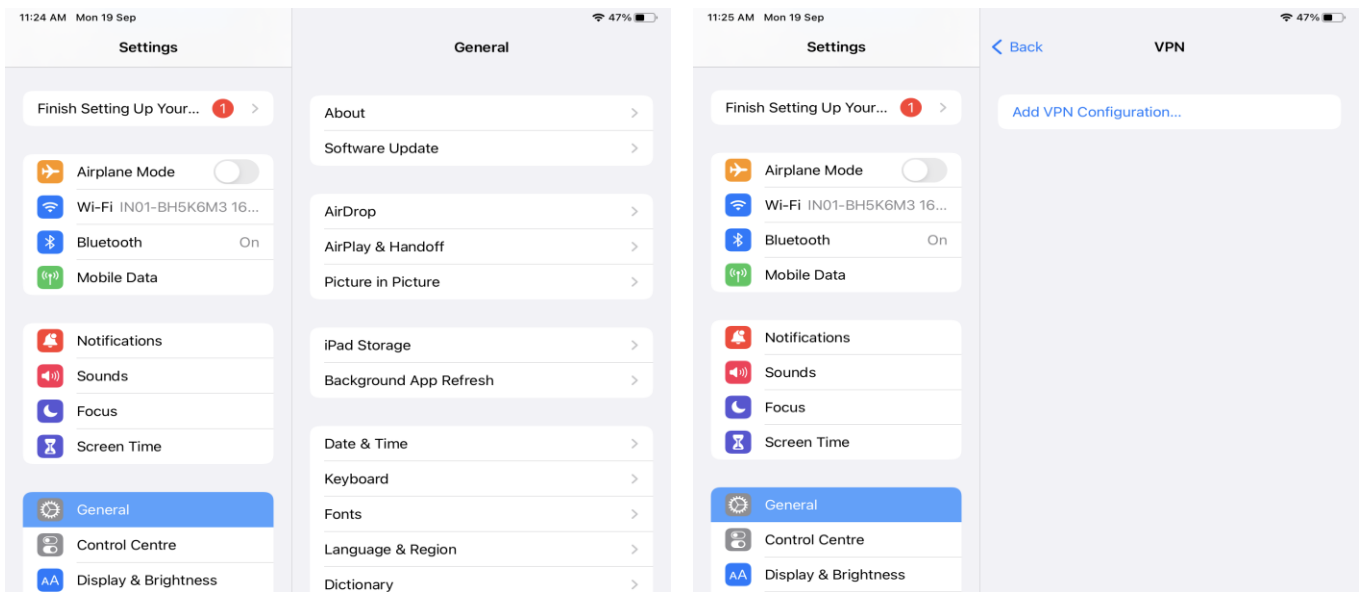 11:24 AM Mon 19 Sep
47%
Settings
General
Finish Setting Up Your... 1
Airplane Mode
Wi-Fi IN01-BH5K6M3 16...
Bluetooth On
Mobile Data
Notifications
Sounds
Focus
Screen Time
General
Control Centre
AA Display & Brightness
About
Software Update
AirDrop
AirPlay & Handoff
Picture in Picture
iPad Storage
Background App Refresh
Date & Time
Keyboard
Fonts
Language & Region
Dictionary
11:25 AM Mon 19 Sep
47%
Settings
Back
VPN
Finish Setting Up Your... 1
Airplane Mode
Wi-Fi IN01-BH5K6M3 16...
Bluetooth On
Mobile Data
Notifications
Sounds
Focus
Screen Time
General
Control Centre
AA Display & Brightness
Add VPN Configuration...